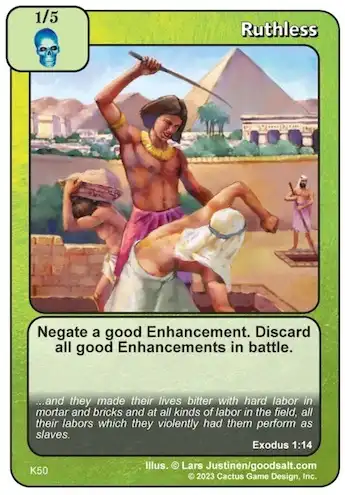 1/5
Ruthless
Negate a good Enhancement. Discard
all good Enhancements in battle.
...and they made their lives bitter with hard labor in
mortar and bricks and at all kinds of labor in the field, all
their labors which they violently had them perform as
slaves.
Exodus 1:14
Illus. © Lars Justinen/goodsalt.com
K50
© 2023 Cactus Game Design, Inc.